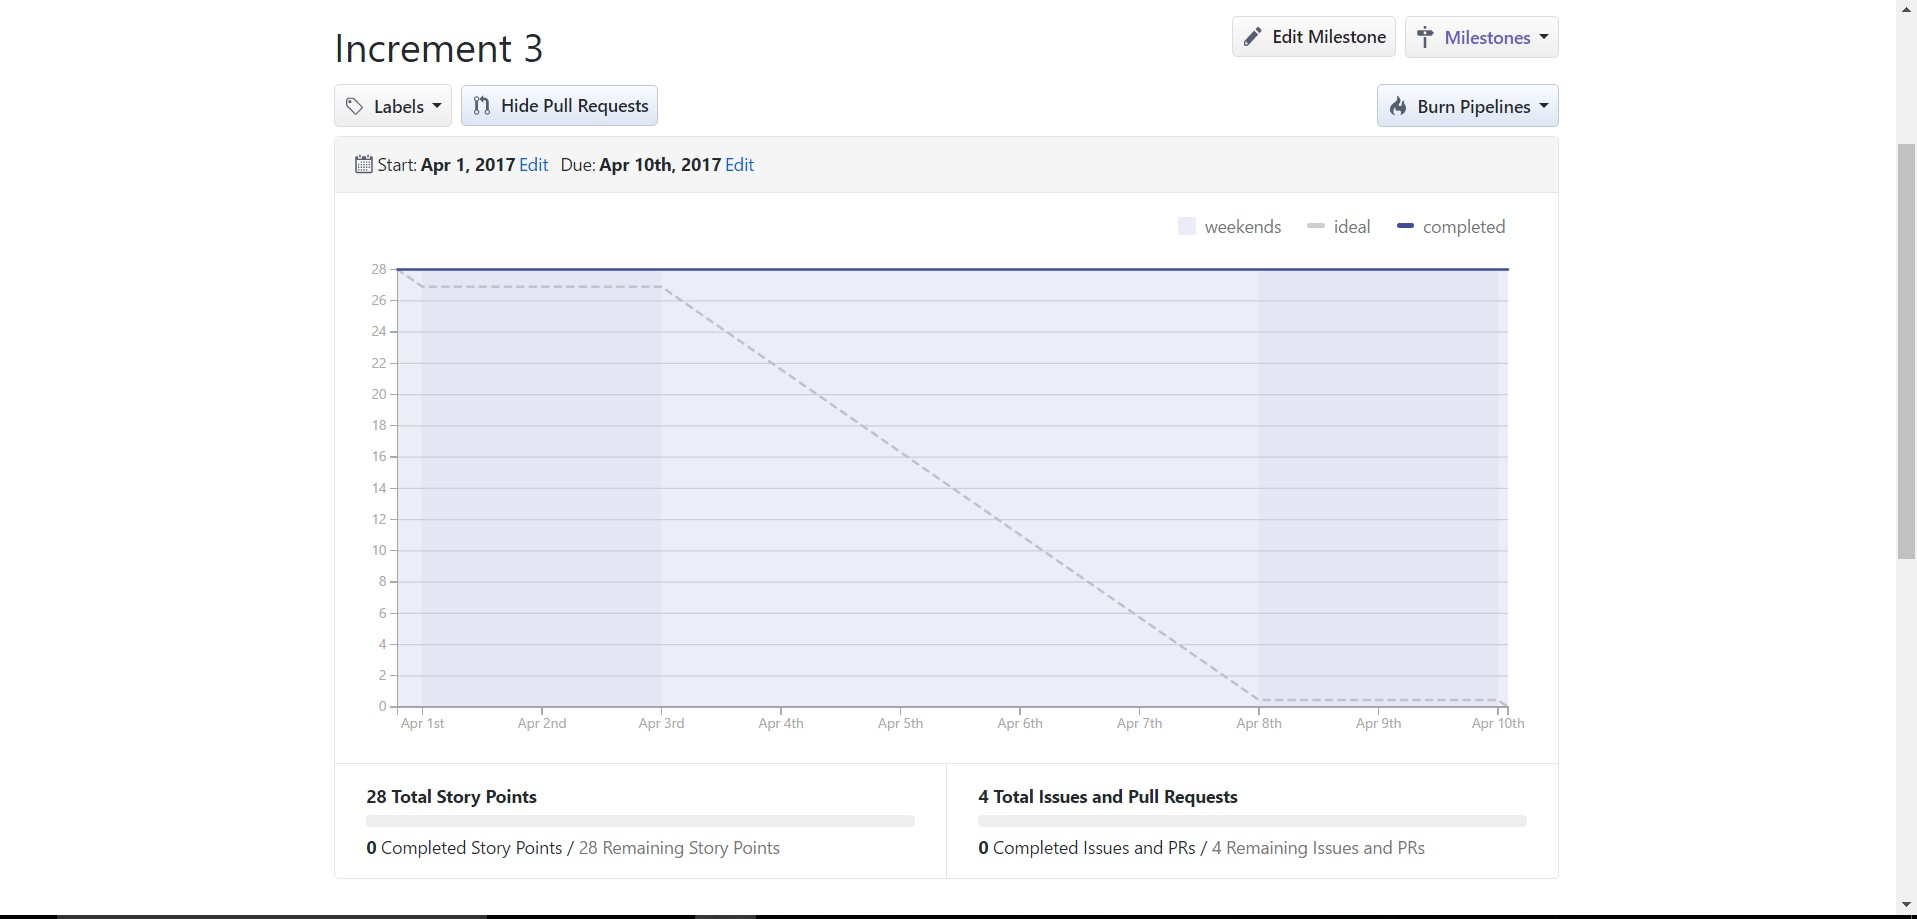 Increment 3
Edit Milestone
Milestones
Labels
Hide Pull Requests
Burn Pipelines
Start: Apr 1, 2017 Edit Due: Apr 10th, 2017 Edit
weekends ideal completed
28
26
24
22
20
18
16
14
12
10
8
6
4
2
0
Apr 1st Apr 2nd Apr 3rd Apr 4th Apr 5th Apr 6th Apr 7th Apr 8th Apr 9th Apr 10th
28 Total Story Points
0 Completed Story Points / 28 Remaining Story Points
4 Total Issues and Pull Requests
0 Completed Issues and PRs / 4 Remaining Issues and PRs